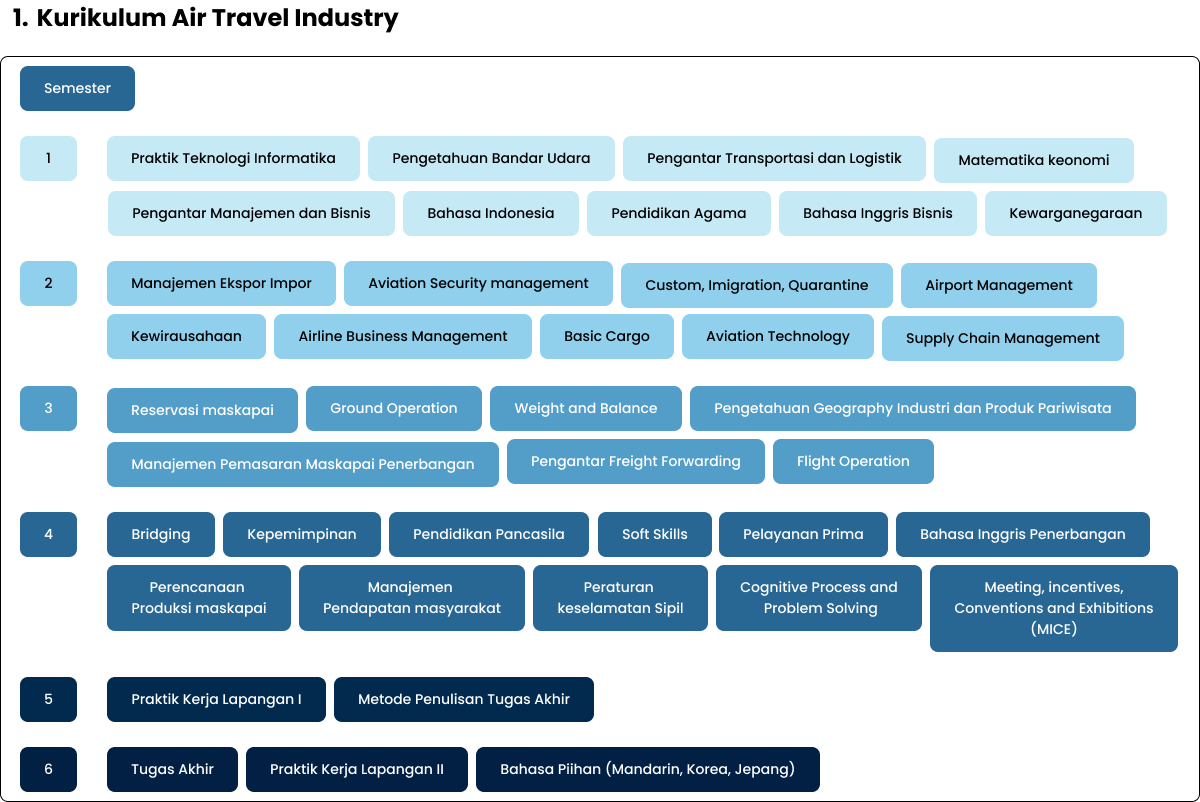 1. Kurikulum Air Travel Industry
Semester
1
Praktik Teknologi Informatika
Pengetahuan Bandar Udara
Pengantar Transportasi dan Logistik
Matematika keonomi
Pengantar Manajemen dan Bisnis
Bahasa Indonesia
Pendidikan Agama
Bahasa Inggris Bisnis
Kewarganegaraan
2
Manajemen Ekspor Impor
Aviation Security management
Custom, Imigration, Quarantine
Airport Management
Kewirausahaan
Airline Business Management
Basic Cargo
Aviation Technology
Supply Chain Management
3
Reservasi maskapai
Ground Operation
Weight and Balance
Pengetahuan Geography Industri dan Produk Pariwisata
Manajemen Pemasaran Maskapai Penerbangan
Pengantar Freight Forwarding
Flight Operation
4
Bridging
Kepemimpinan
Pendidikan Pancasila
Soft Skills
Pelayanan Prima
Bahasa Inggris Penerbangan
Perencanaan
Produksi maskapai
Manajemen
Pendapatan masyarakat
Peraturan
keselamatan Sipil
Cognitive Process and
Problem Solving
Meeting, incentives,
Conventions and Exhibitions
(MICE)
5
Praktik Kerja Lapangan I
Metode Penulisan Tugas Akhir
6
Tugas Akhir
Praktik Kerja Lapangan II
Bahasa Piihan (Mandarin, Korea, Jepang)